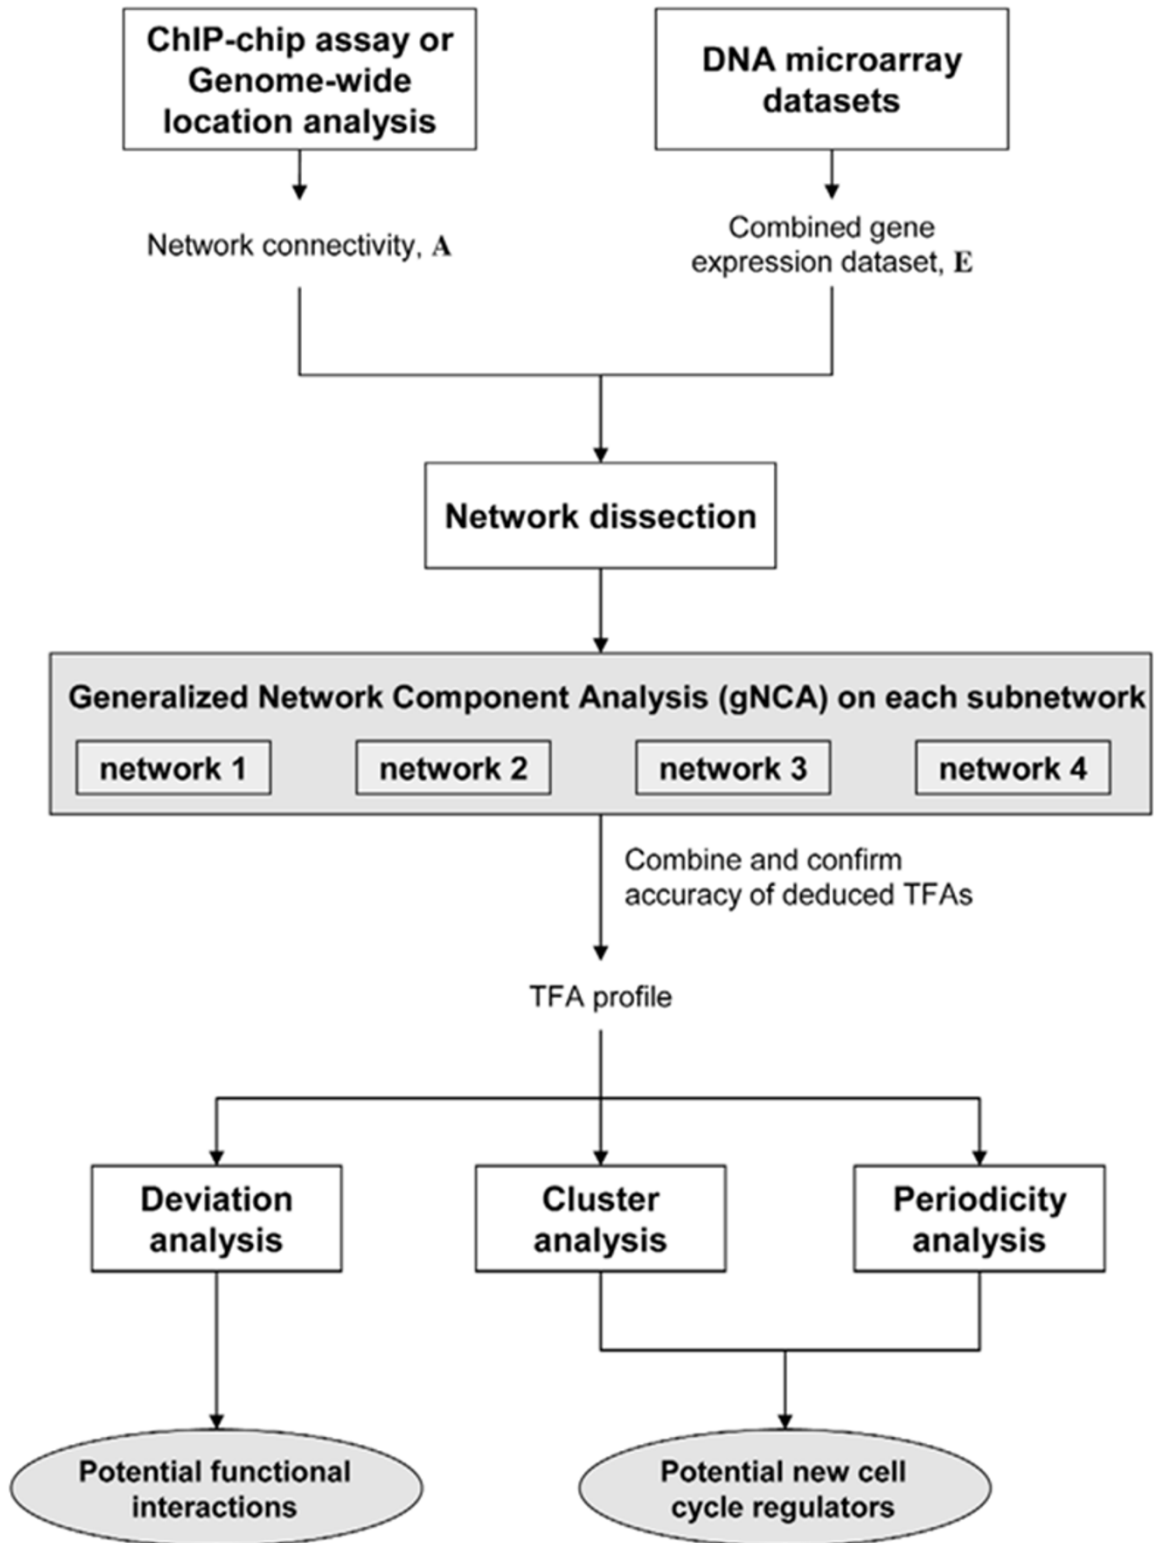 ChIP-chip assay or
Genome-wide
location analysis
DNA microarray
datasets
Network connectivity, A
Combined gene
expression dataset, E
Network dissection
Generalized Network Component Analysis (gNCA) on each subnetwork
network 1
network 2
network 3
network 4
Combine and confirm
accuracy of deduced TFAs
TFA profile
Deviation
analysis
Cluster
analysis
Periodicity
analysis
Potential functional
interactions
Potential new cell
cycle regulators